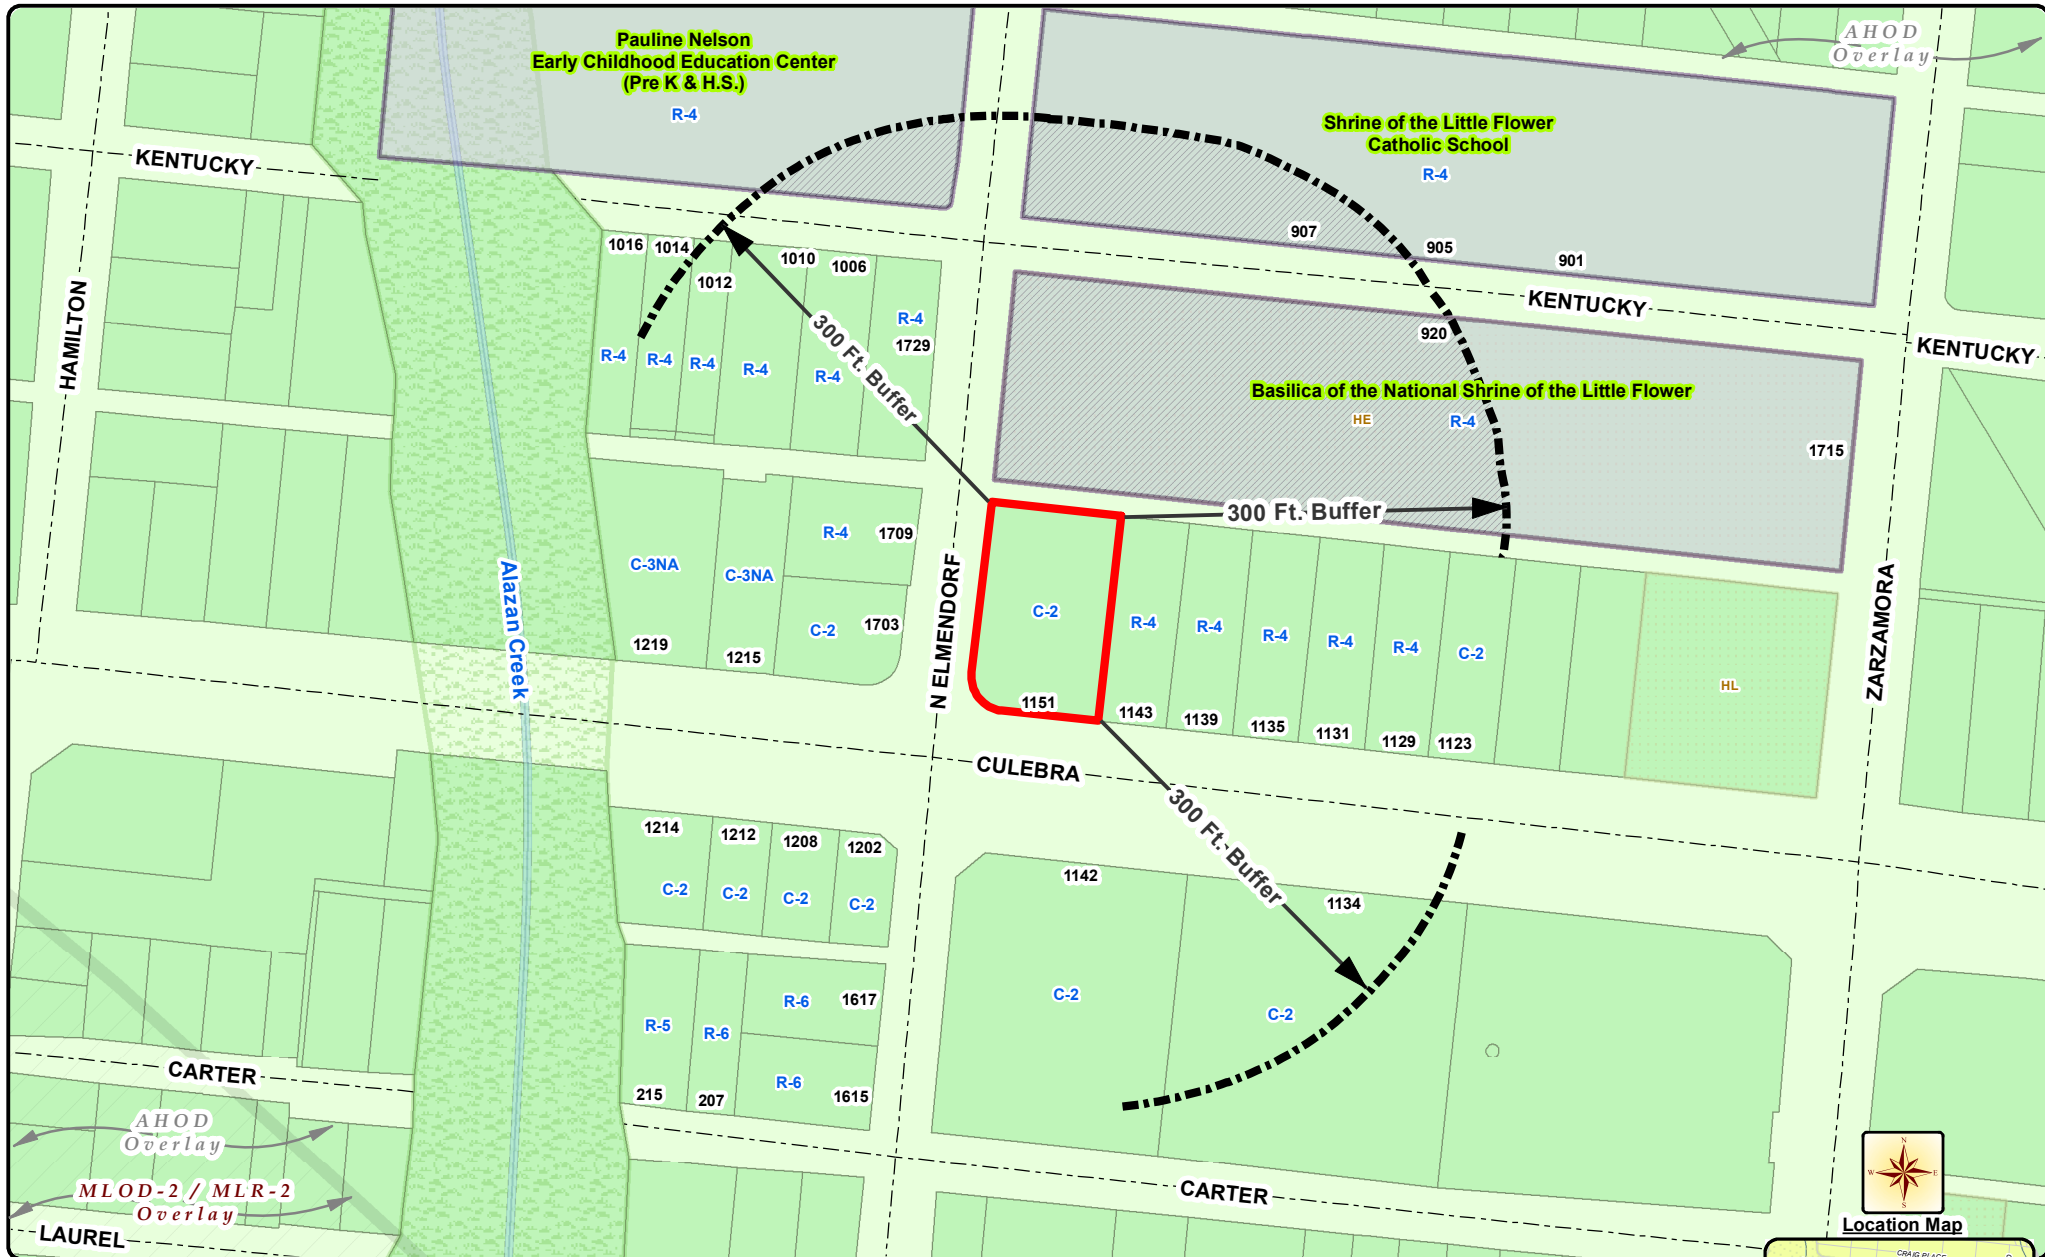 Pauline Nelson
Early Childhood Education Center
(Pre K & H.S.)
R-4
AHOD
Overlay
Shrine of the Little Flower
Catholic School
R-4
KENTUCKY
1016
1014
1012
1010
1006
907
905
901
KENTUCKY
KENTUCKY
HAMILTON
R-4
1729
R-4
R-4
R-4
R-4
R-4
300 Ft. Buffer
920
Basilica of the National Shrine of the Little Flower
HE
R-4
1715
300 Ft. Buffer
Alazan Creek
C-3NA
1219
C-3NA
1215
R-4
1709
C-2
1703
N ELMENDORF
C-2
1151
R-4
R-4
R-4
R-4
R-4
C-2
1143
1139
1135
1131
1129
1123
HL
ZARZAMORA
CULEBRA
300 Ft. Buffer
1214
1212
1208
1202
C-2
C-2
C-2
C-2
1142
1134
C-2
C-2
R-5
R-6
R-6
1617
R-6
1615
215
207
CARTER
CARTER
AHOD
Overlay
MLOD-2 / MLR-2
Overlay
LAUREL
N
W
E
S
Location Map
CRAIG PLACE